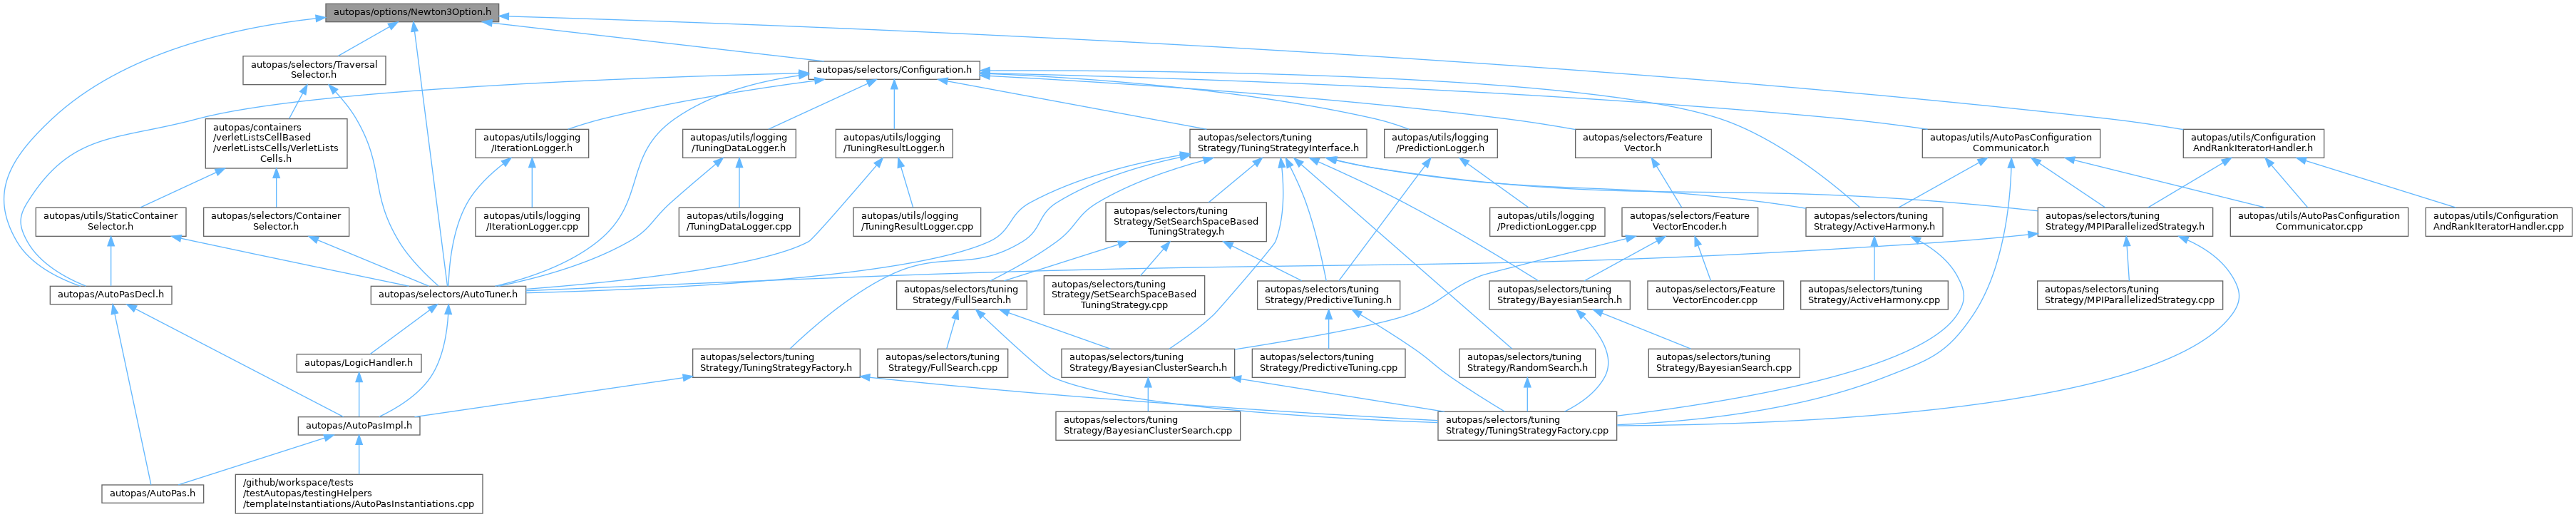 autopas/options/Newton3Option.h
autopas/selectors/Traversal
Selector.h
autopas/selectors/Configuration.h
autopas/containers
/verletListsCellBased
/verletListsCells/VerletLists
Cells.h
autopas/utils/logging
/IterationLogger.h
autopas/utils/logging
/TuningDataLogger.h
autopas/utils/logging
/TuningResultLogger.h
autopas/selectors/tuning
Strategy/TuningStrategyInterface.h
autopas/utils/logging
/PredictionLogger.h
autopas/selectors/Feature
Vector.h
autopas/utils/AutoPasConfiguration
Communicator.h
autopas/utils/Configuration
AndRankIteratorHandler.h
autopas/utils/StaticContainer
Selector.h
autopas/selectors/Container
Selector.h
autopas/utils/logging
/IterationLogger.cpp
autopas/utils/logging
/TuningDataLogger.cpp
autopas/utils/logging
/TuningResultLogger.cpp
autopas/selectors/tuning
Strategy/SetSearchSpaceBased
TuningStrategy.h
autopas/utils/logging
/PredictionLogger.cpp
autopas/selectors/Feature
VectorEncoder.h
autopas/selectors/tuning
Strategy/ActiveHarmony.h
autopas/selectors/tuning
Strategy/MPIParallelizedStrategy.h
autopas/utils/AutoPasConfiguration
Communicator.cpp
autopas/utils/Configuration
AndRankIteratorHandler.cpp
autopas/AutoPasDecl.h
autopas/selectors/AutoTuner.h
autopas/selectors/tuning
Strategy/FullSearch.h
autopas/selectors/tuning
Strategy/SetSearchSpaceBased
TuningStrategy.cpp
autopas/selectors/tuning
Strategy/PredictiveTuning.h
autopas/selectors/tuning
Strategy/BayesianSearch.h
autopas/selectors/Feature
VectorEncoder.cpp
autopas/selectors/tuning
Strategy/ActiveHarmony.cpp
autopas/selectors/tuning
Strategy/MPIParallelizedStrategy.cpp
autopas/LogicHandler.h
autopas/selectors/tuning
Strategy/TuningStrategyFactory.h
autopas/selectors/tuning
Strategy/FullSearch.cpp
autopas/selectors/tuning
Strategy/BayesianClusterSearch.h
autopas/selectors/tuning
Strategy/PredictiveTuning.cpp
autopas/selectors/tuning
Strategy/RandomSearch.h
autopas/selectors/tuning
Strategy/BayesianSearch.cpp
autopas/AutoPasImpl.h
autopas/selectors/tuning
Strategy/BayesianClusterSearch.cpp
autopas/selectors/tuning
Strategy/TuningStrategyFactory.cpp
autopas/AutoPas.h
/github/workspace/tests
/testAutopas/testingHelpers
/templateInstantiations/AutoPasInstantiations.cpp